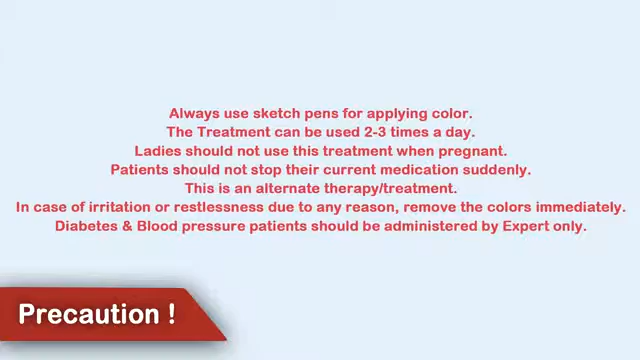 Always use sketch pens for applying color.
The Treatment can be used 2-3 times a day.
Ladies should not use this treatment when pregnant.
Patients should not stop their current medication suddenly.
This is an alternate therapy/treatment.
In case of irritation or restlessness due to any reason, remove the colors immediately.
Diabetes & Blood pressure patients should be administered by Expert only.
Precaution !